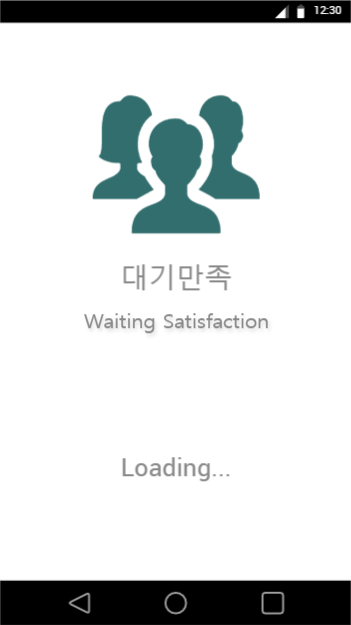 12:30
대기만족
Waiting Satisfaction
Loading...